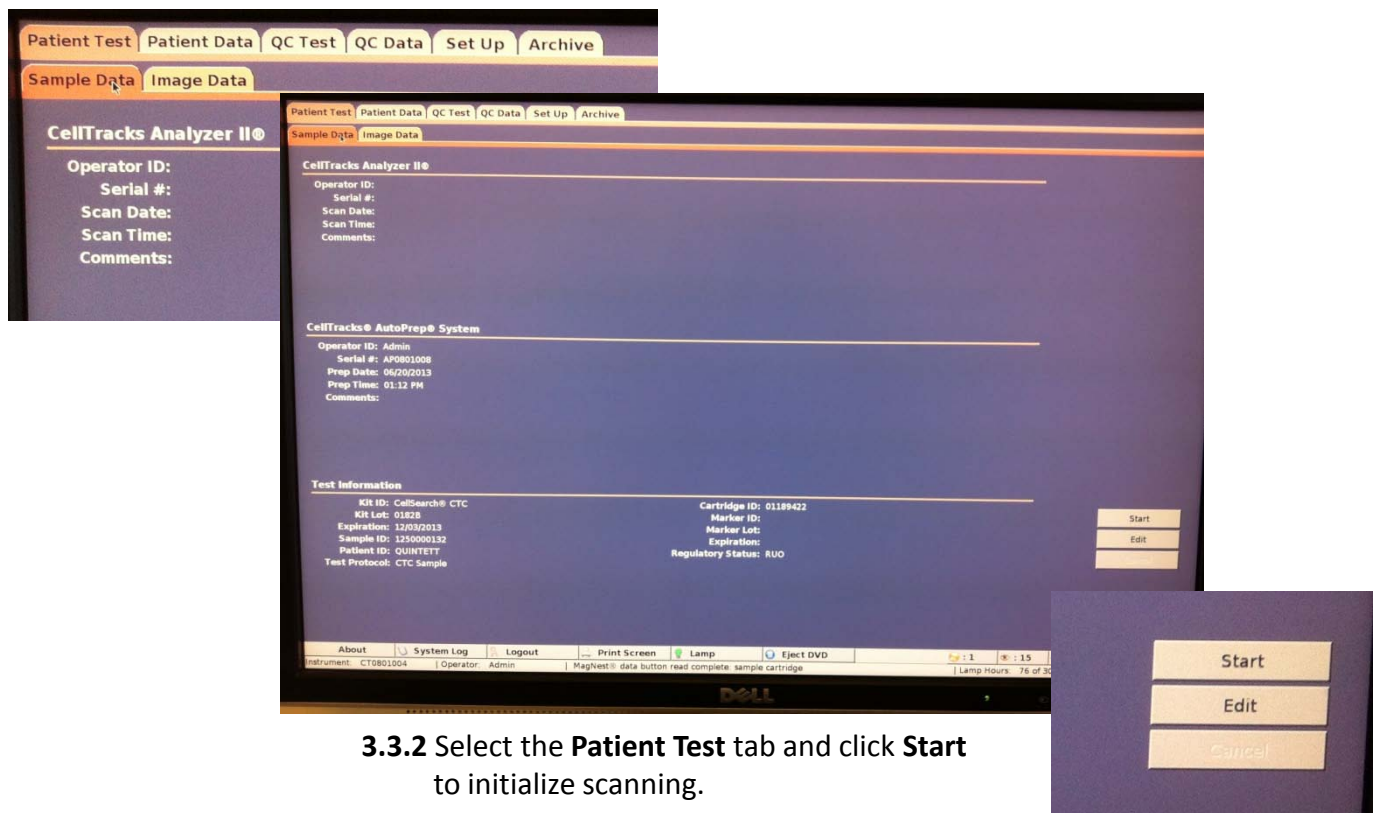 Patient Test Patient Data QC Test QC Data Set Up Archive
Sample Data Image Data
CellTracks Analyzer II®
Operator ID:
Serial #:
Scan Date:
Scan Time:
Comments:
Patient Test Patient Data QC Test QC Data Set Up Archive
Sample Data Image Data
CellTracks Analyzer II®
Operator ID:
Serial #:
Scan Date:
Scan Time:
Comments:
CellTracks® AutoPrep® System
Operator ID: Admin
Serial #: AP0801008
Prep Date: 06/20/2013
Prep Time: 01:12 PM
Comments:
Test Information
Kit ID: CellSearch® CTC
Kit Lot: 0182B
Expiration: 12/03/2013
Sample ID: 1250000132
Patient ID: QUINTETT
Test Protocol: CTC Sample
Cartridge ID: 01189422
Marker ID:
Marker Lot:
Expiration:
Regulatory Status: RUO
Start
Edit
About System Log Logout Print Screen Lamp Eject DVD : 1 : 15
Instrument: CT0801004 | Operator: Admin | MagNest® data button read complete: sample cartridge | Lamp Hours: 76 of
DELL
Start
Edit
Cancel
3.3.2 Select the Patient Test tab and click Start
to initialize scanning.